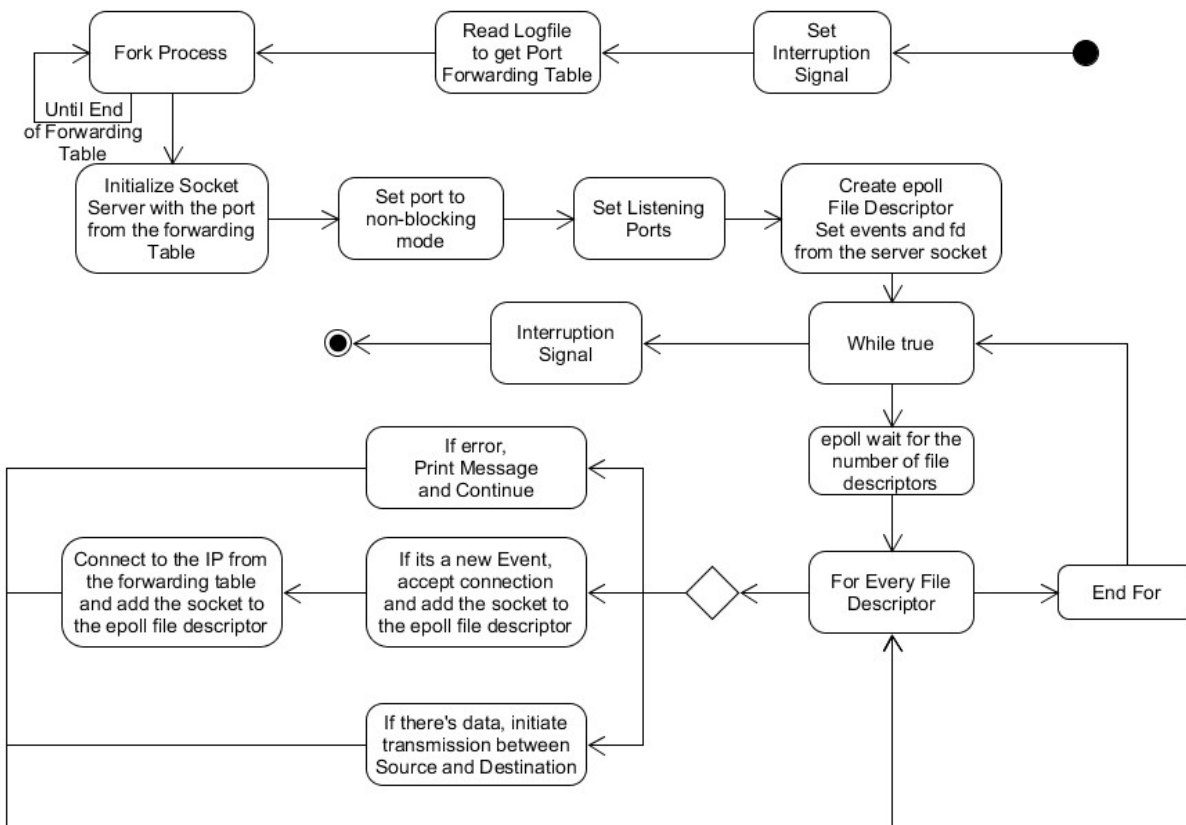 Fork Process
Read Logfile
to get Port
Forwarding Table
Set
Interruption
Signal
Until End
of Forwarding
Table
Initialize Socket
Server with the port
from the forwarding
Table
Set port to
non-blocking
mode
Set Listening
Ports
Create epoll
File Descriptor
Set events and fd
from the server socket
Interruption
Signal
While true
epoll wait for the
number of file
descriptors
If error,
Print Message
and Continue
Connect to the IP from
the forwarding table
and add the socket to
the epoll file descriptor
If its a new Event,
accept connection
and add the socket to
the epoll file descriptor
For Every File
Descriptor
End For
If there's data, initiate
transmission between
Source and Destination